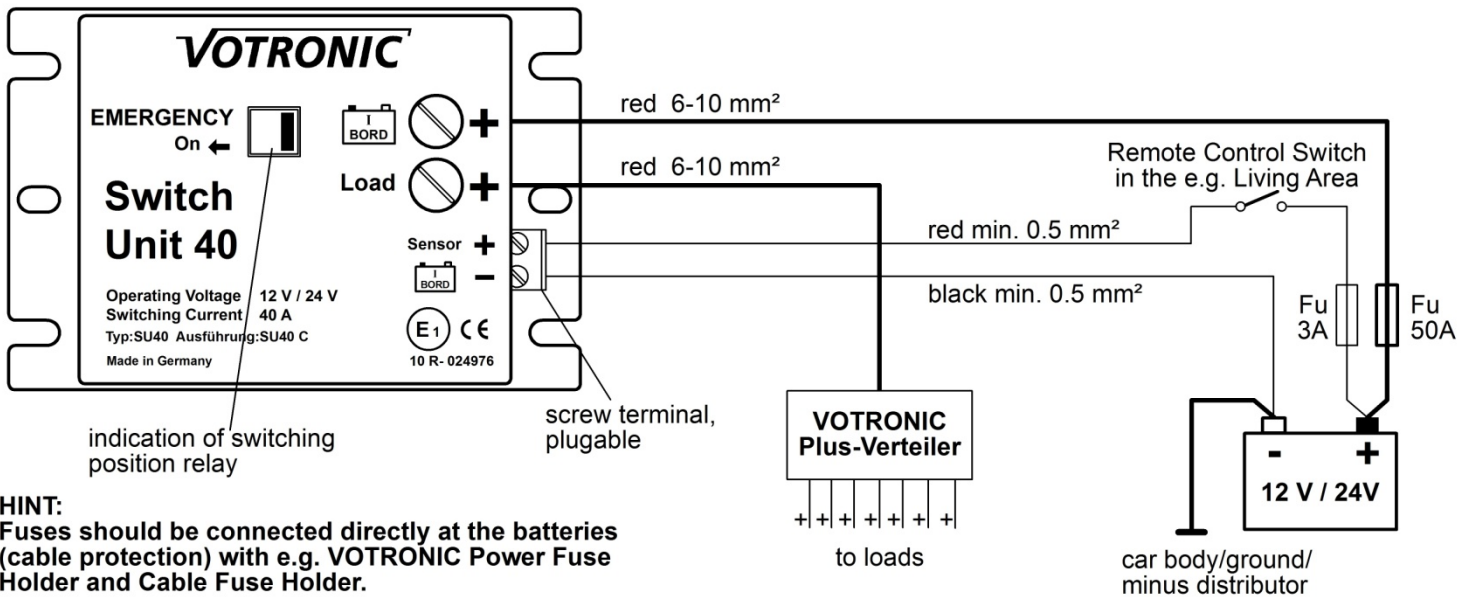 VOTRONIC
EMERGENCY
On
I
BORD
+
Load
+
Switch
Unit 40
Sensor
+
I
BORD
−
Operating Voltage 12 V / 24 V
Switching Current 40 A
Typ:SU40 Ausführung:SU40 C
Made in Germany
E1
CE
10 R- 024976
red 6-10 mm²
red 6-10 mm²
Remote Control Switch
in the e.g. Living Area
red min. 0.5 mm²
black min. 0.5 mm²
Fu
3A
Fu
50A
indication of switching
position relay
screw terminal,
plugable
VOTRONIC
Plus-Verteiler
+ + + + + + +
to loads
- +
12 V / 24V
car body/ground/
minus distributor
HINT:
Fuses should be connected directly at the batteries
(cable protection) with e.g. VOTRONIC Power Fuse
Holder and Cable Fuse Holder.